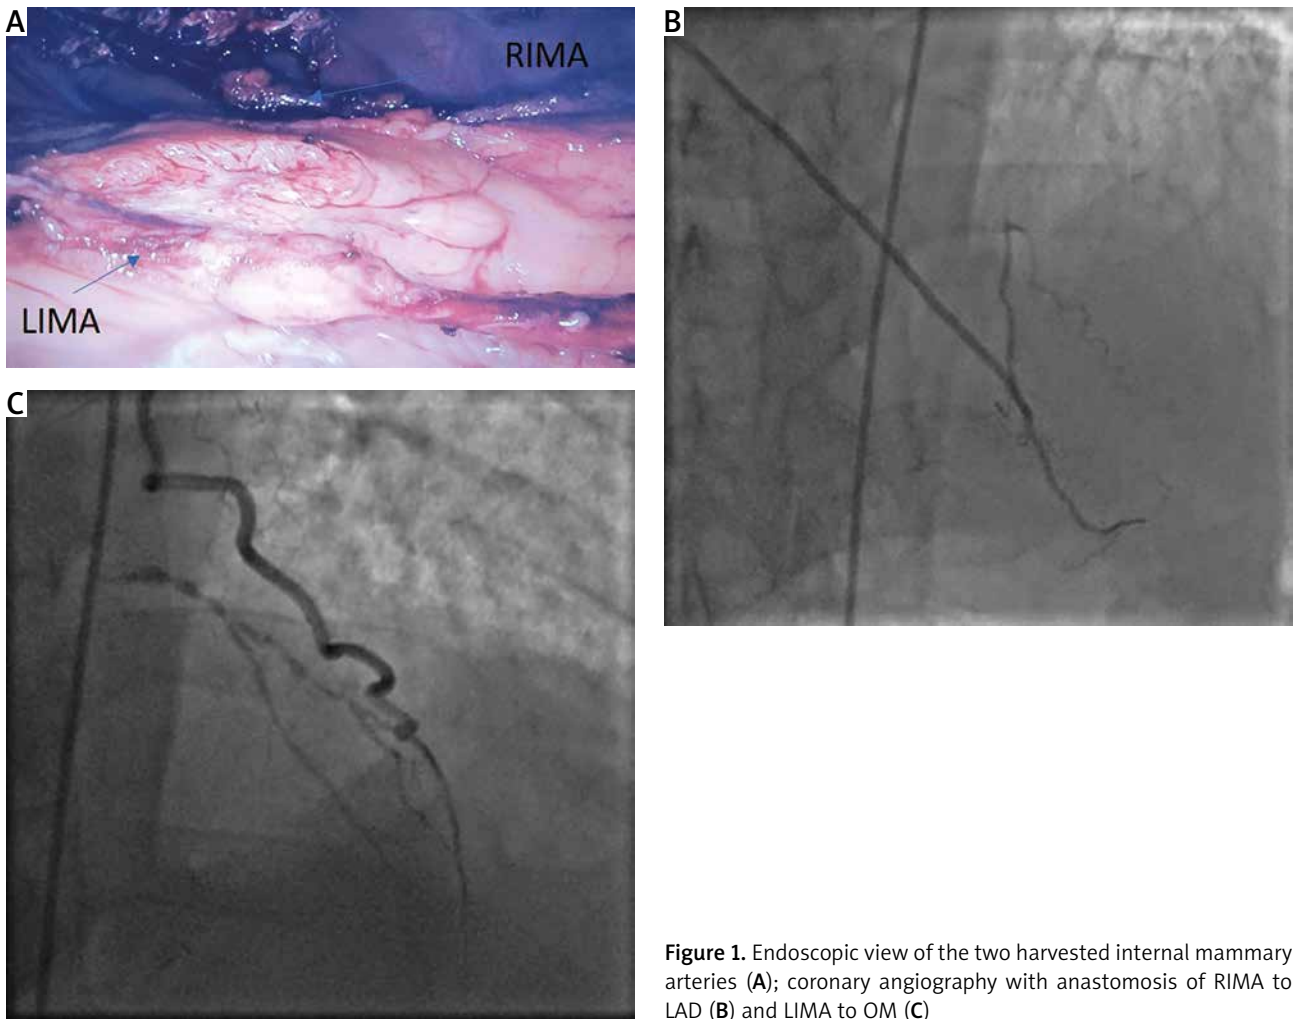 A
RIMA
LIMA
B
C
Figure 1. Endoscopic view of the two harvested internal mammary
arteries (A); coronary angiography with anastomosis of RIMA to
LAD (B) and LIMA to OM (C)